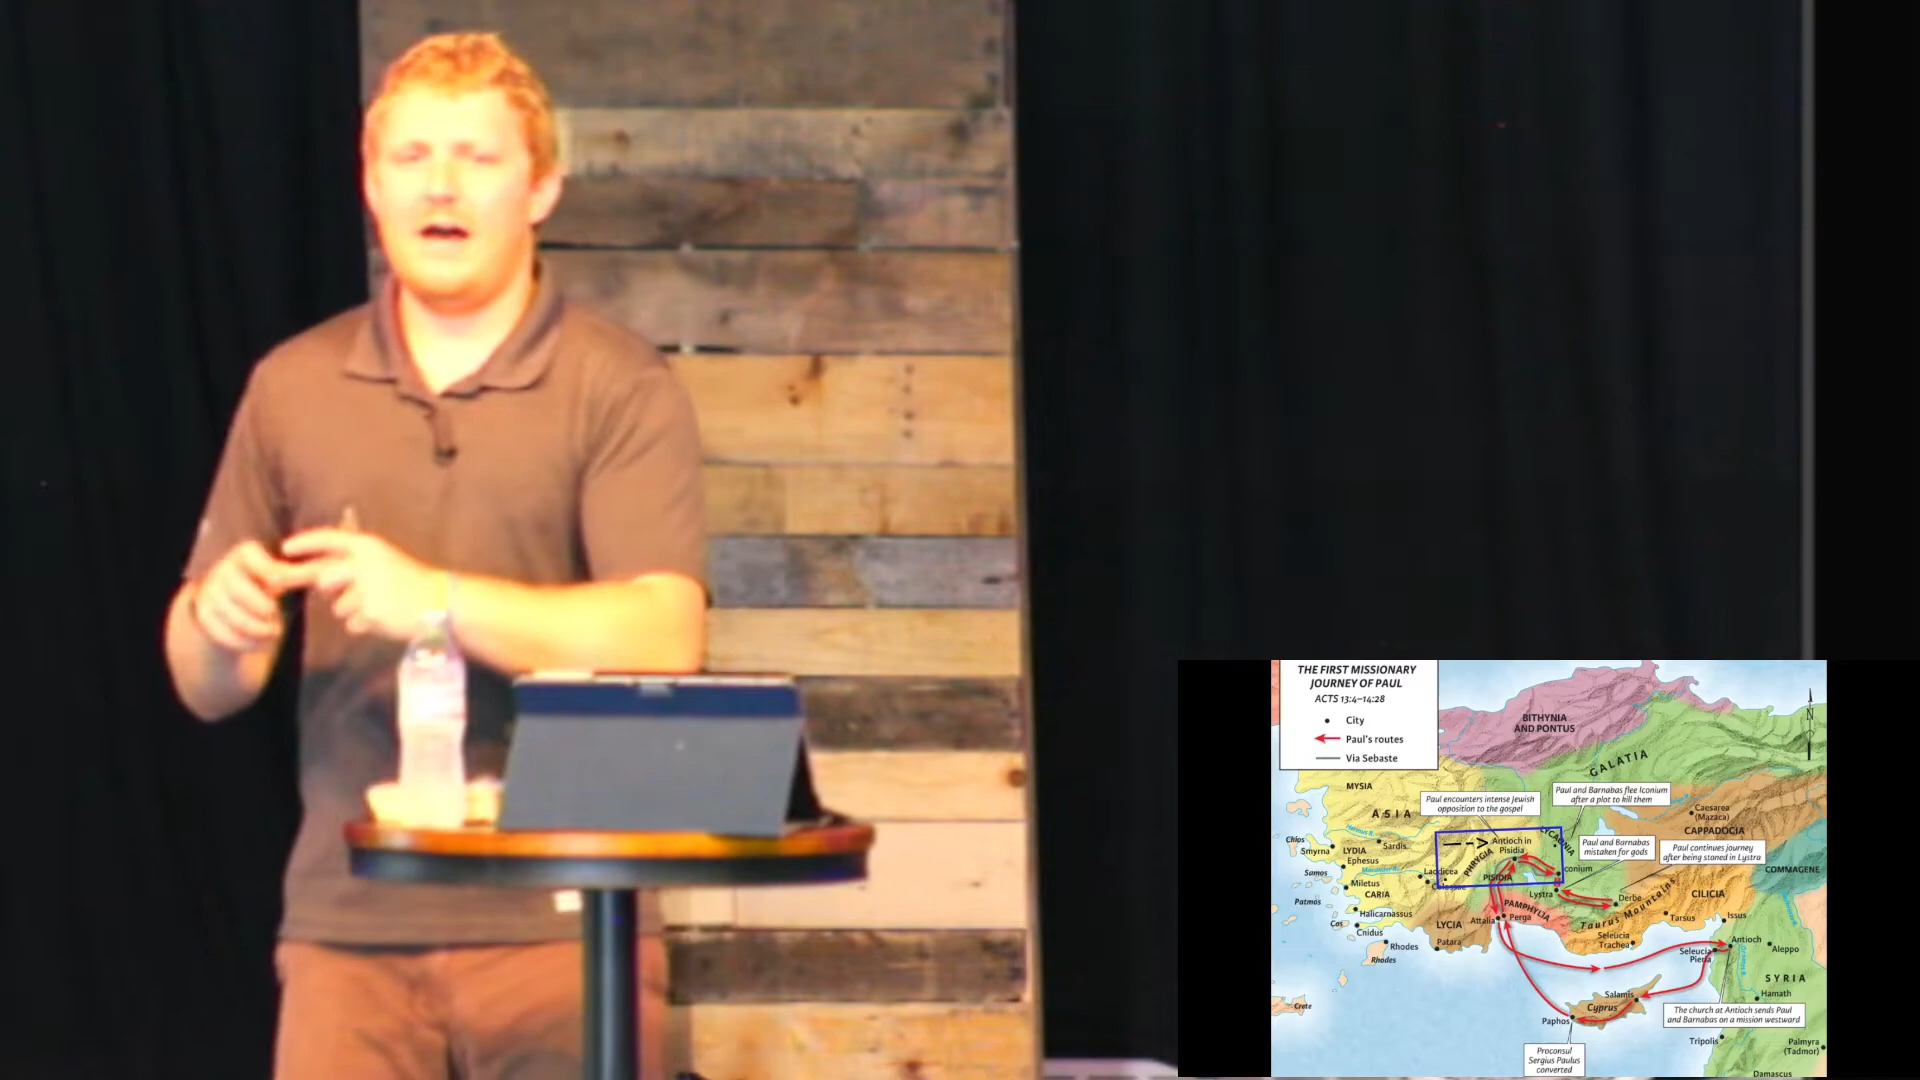 THE FIRST MISSIONARY
JOURNEY OF PAUL
ACTS 13:4–14:28
City
Paul's routes
Via Sebaste
N
BITHYNIA
AND PONTUS
GALATIA
MYSIA
ASIA
Paul encounters intense Jewish
opposition to the gospel
Paul and Barnabas flee Iconium
after a plot to kill them
Caesarea
(Mazaca)
CAPPADOCIA
Chios
Smyrna
LYDIA
Sardis
Hermus R.
Ephesus
Samos
Miletus
CARIA
PHRYGIA
Antioch in
Pisidia
Paul and Barnabas
mistaken for gods
Paul continues journey
after being stoned in Lystra
COMMAGENE
Laodicea
PISIDIA
conium
Lystra
Derbe
CILICIA
Patmos
Halicarnassus
Cos
Cnidus
LYCIA
Attalia
Perga
PAMPHYLIA
Taurus Mountains
Tarsus
Issus
Rhodes
Rhodes
Patara
Seleucia
Trachea
Seleucia
Pieria
Antioch
Aleppo
SYRIA
Crete
Salamis
Cyprus
Paphos
Hamath
The church at Antioch sends Paul
and Barnabas on a mission westward
Tripolis
Palmyra
(Tadmor)
Proconsul
Sergius Paulus
converted
Damascus